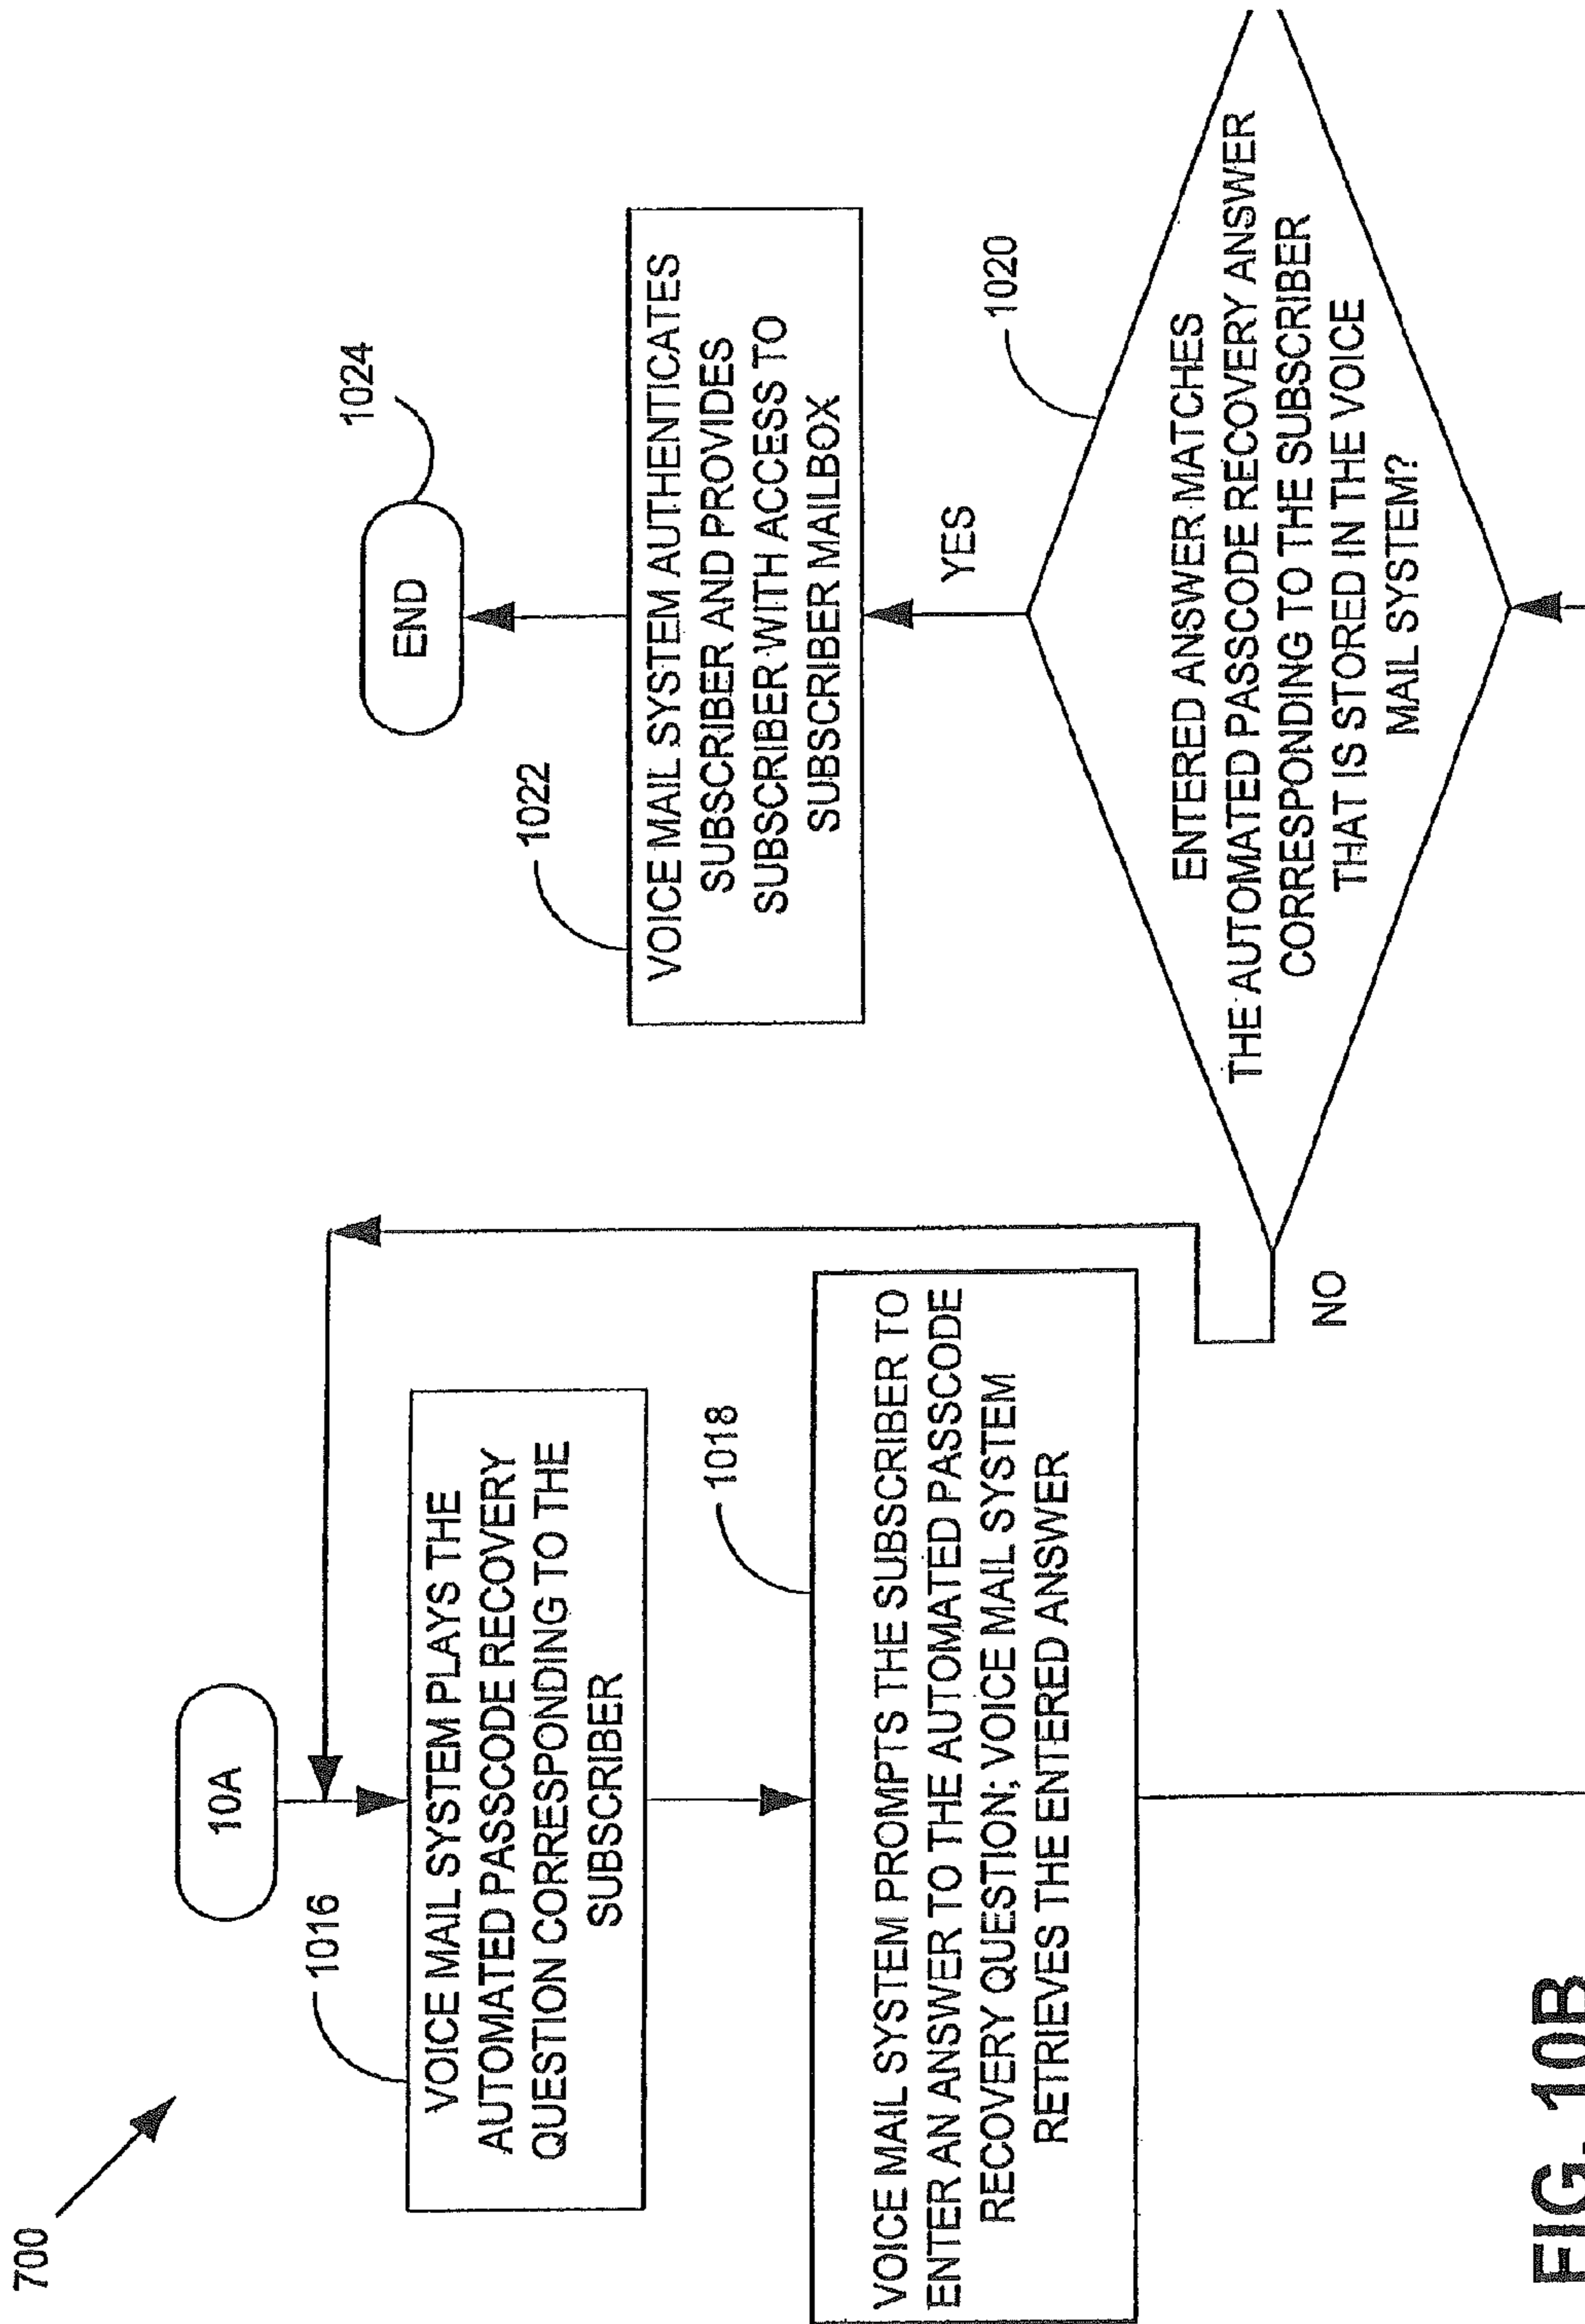 700
10A
1016
VOICE MAIL SYSTEM PLAYS THE
AUTOMATED PASSCODE RECOVERY
QUESTION CORRESPONDING TO THE
SUBSCRIBER
1018
VOICE MAIL SYSTEM PROMPTS THE SUBSCRIBER TO
ENTER AN ANSWER TO THE AUTOMATED PASSCODE
RECOVERY QUESTION; VOICE MAIL SYSTEM
RETRIEVES THE ENTERED ANSWER
1024
END
1022
VOICE MAIL SYSTEM AUTHENTICATES
SUBSCRIBER AND PROVIDES
SUBSCRIBER WITH ACCESS TO
SUBSCRIBER MAILBOX
YES
1020
ENTERED ANSWER MATCHES
THE AUTOMATED PASSCODE RECOVERY ANSWER
CORRESPONDING TO THE SUBSCRIBER
THAT IS STORED IN THE VOICE
MAIL SYSTEM?
NO
FIG. 10B